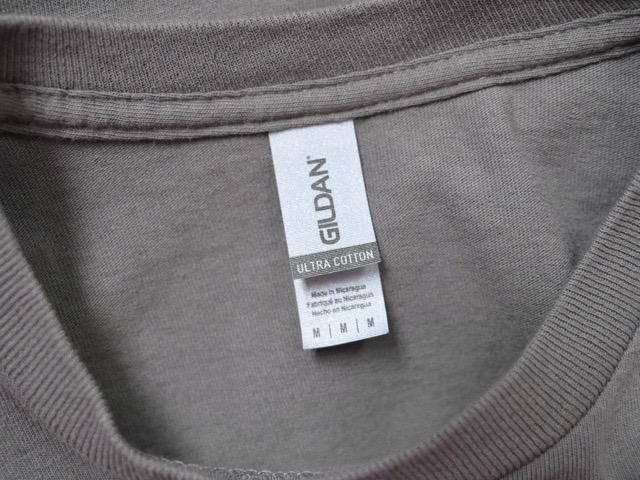 GILDAN®
ULTRA COTTON
Made in Nicaragua
Fabriqué au Nicaragua
Hecho en Nicaragua
M | M | M